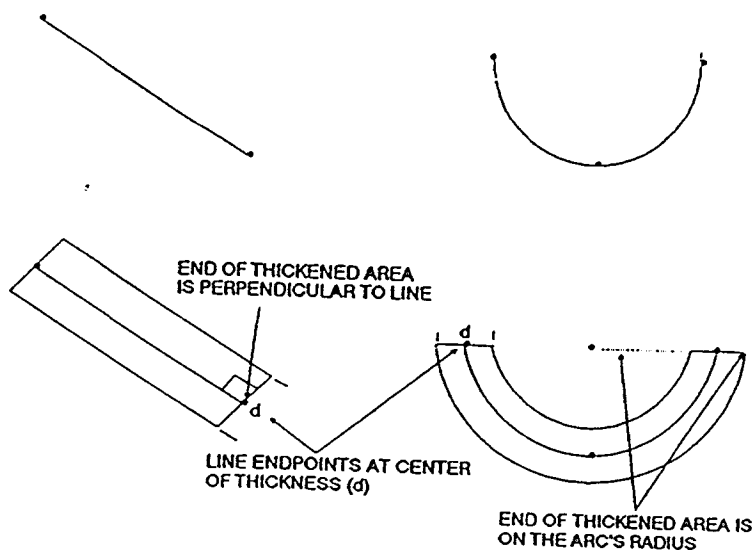 END OF THICKENED AREA
IS PERPENDICULAR TO LINE
d
d
LINE ENDPOINTS AT CENTER
OF THICKNESS (d)
END OF THICKENED AREA IS
ON THE ARC'S RADIUS